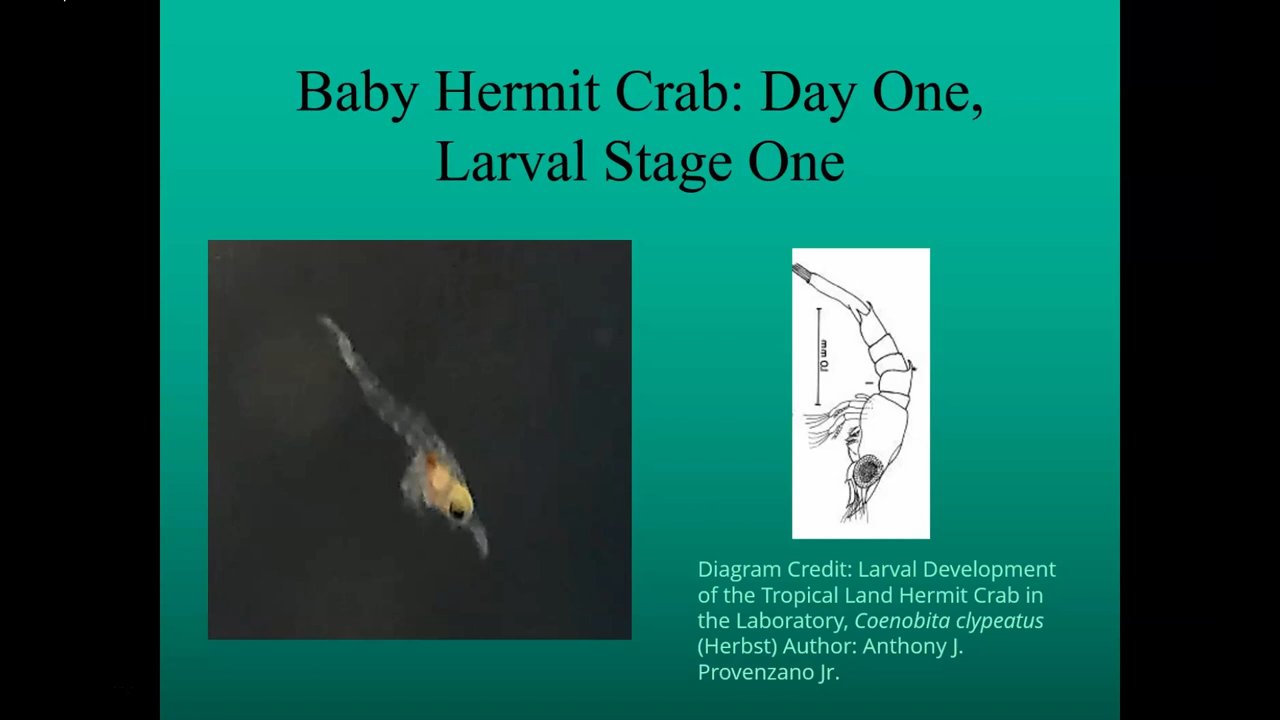 Baby Hermit Crab: Day One,
Larval Stage One
Diagram Credit: Larval Development
of the Tropical Land Hermit Crab in
the Laboratory, Coenobita clypeatus
(Herbst) Author: Anthony J.
Provenzano Jr.